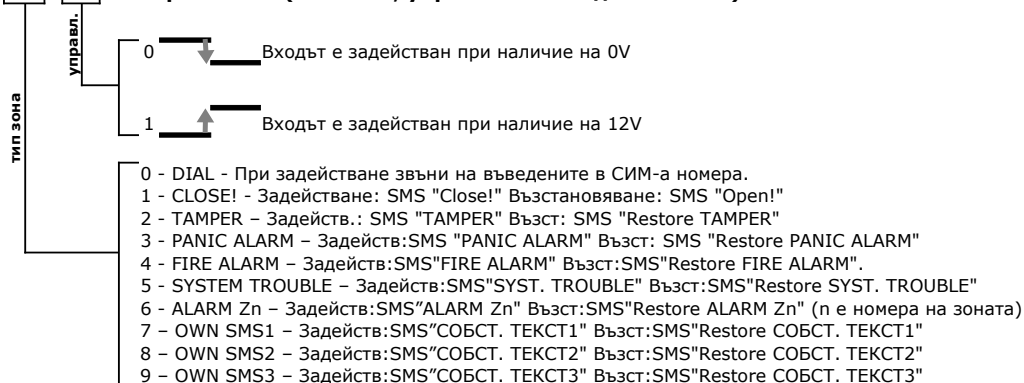 управл.
тип зона
0 Входът е задействан при наличие на 0V
1 Входът е задействан при наличие на 12V
0 - DIAL - При задействане звъни на въведените в СИМ-а номера.
1 - CLOSE! - Задействане: SMS "Close!" Възстановяване: SMS "Open!"
2 - TAMPER – Задейств.: SMS "TAMPER" Възст: SMS "Restore TAMPER"
3 - PANIC ALARM – Задейств:SMS "PANIC ALARM" Възст: SMS "Restore PANIC ALARM"
4 - FIRE ALARM – Задейств:SMS"FIRE ALARM" Възст:SMS"Restore FIRE ALARM".
5 - SYSTEM TROUBLE – Задейств:SMS"SYST. TROUBLE" Възст:SMS"Restore SYST. TROUBLE"
6 - ALARM Zn – Задейств:SMS”ALARM Zn" Възст:SMS"Restore ALARM Zn" (n е номера на зоната)
7 – OWN SMS1 – Задейств:SMS”СОБСТ. ТЕКСТ1" Възст:SMS"Restore СОБСТ. ТЕКСТ1"
8 – OWN SMS2 – Задейств:SMS”СОБСТ. ТЕКСТ2" Възст:SMS"Restore СОБСТ. ТЕКСТ2"
9 – OWN SMS3 – Задейств:SMS”СОБСТ. ТЕКСТ3" Възст:SMS"Restore СОБСТ. ТЕКСТ3"